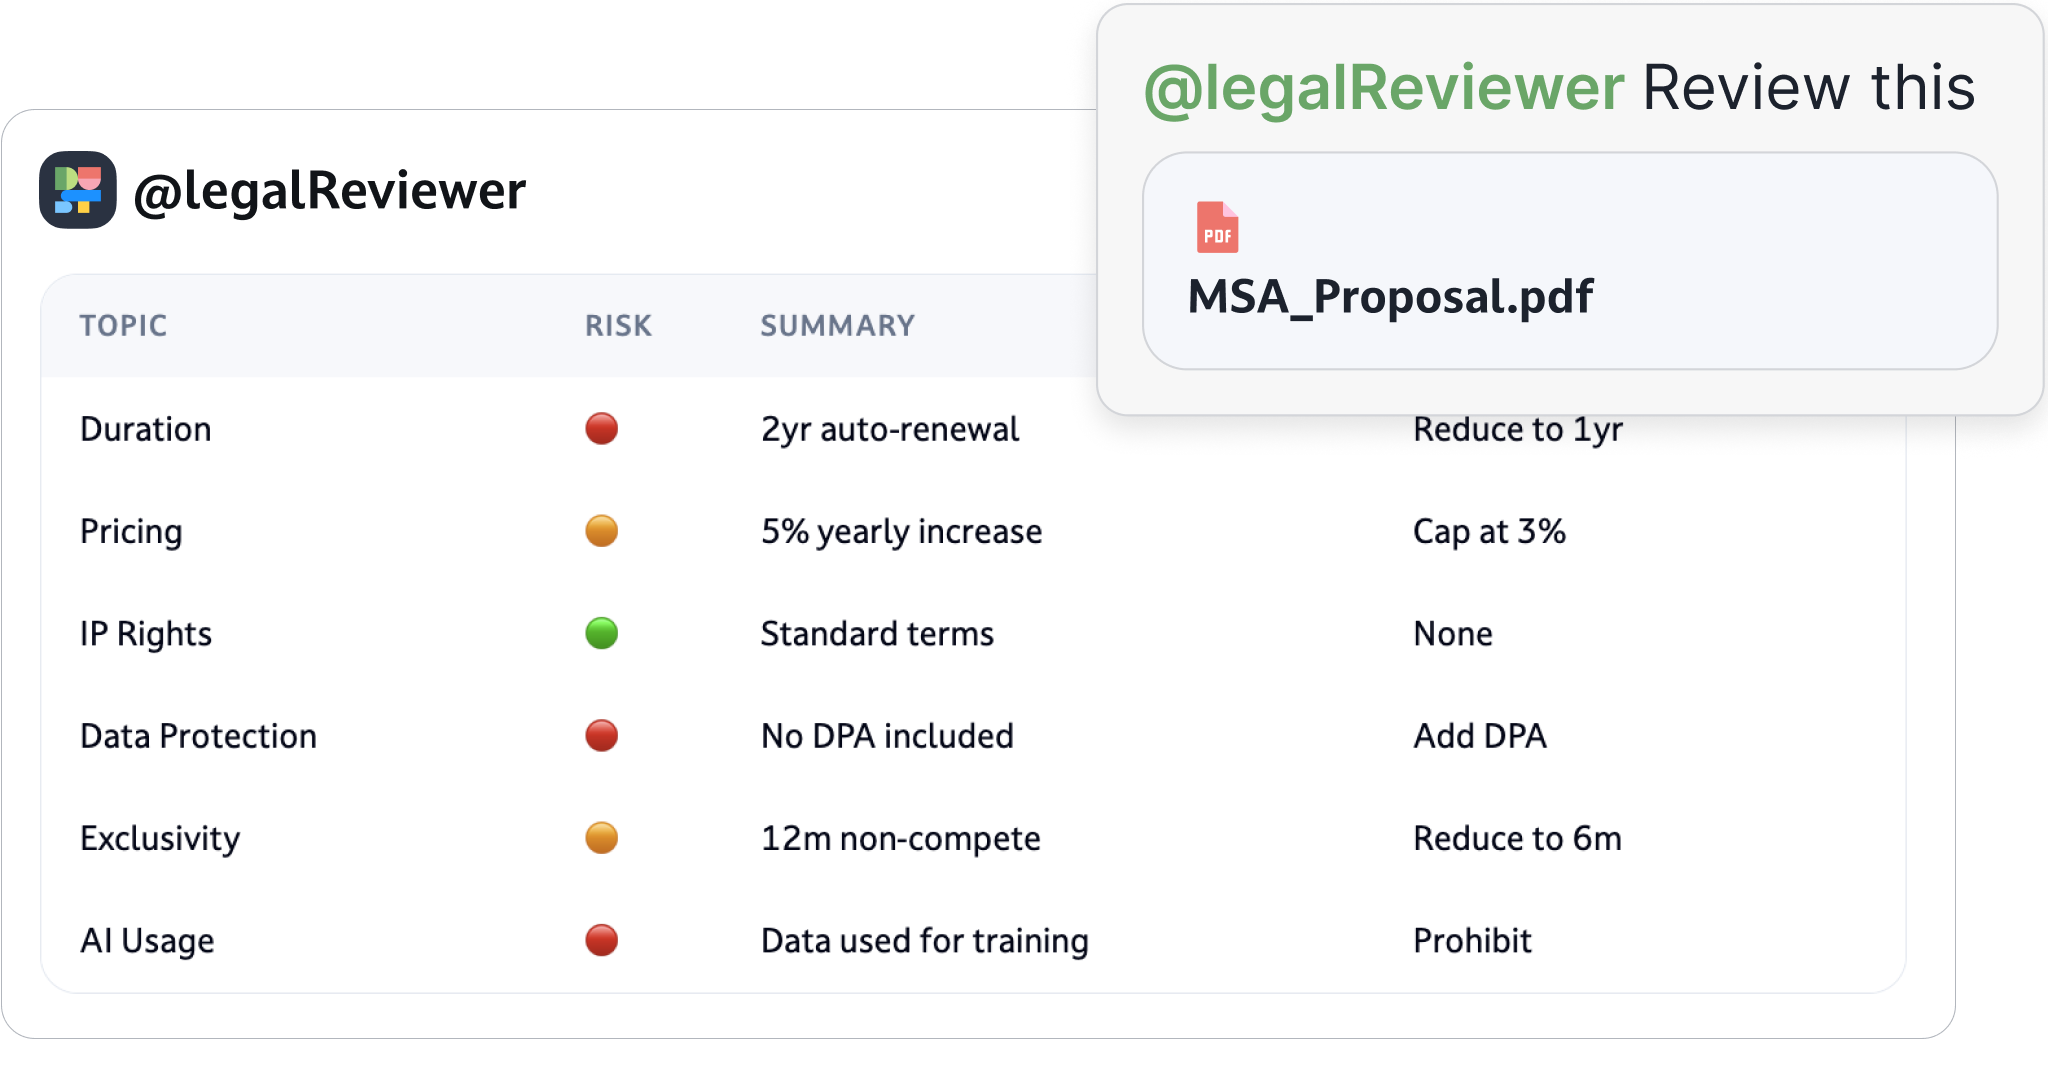 @legalReviewer Review this
PDF
MSA_Proposal.pdf
@legalReviewer
TOPIC RISK SUMMARY
Duration 2yr auto-renewal Reduce to 1yr
Pricing 5% yearly increase Cap at 3%
IP Rights Standard terms None
Data Protection No DPA included Add DPA
Exclusivity 12m non-compete Reduce to 6m
AI Usage Data used for training Prohibit